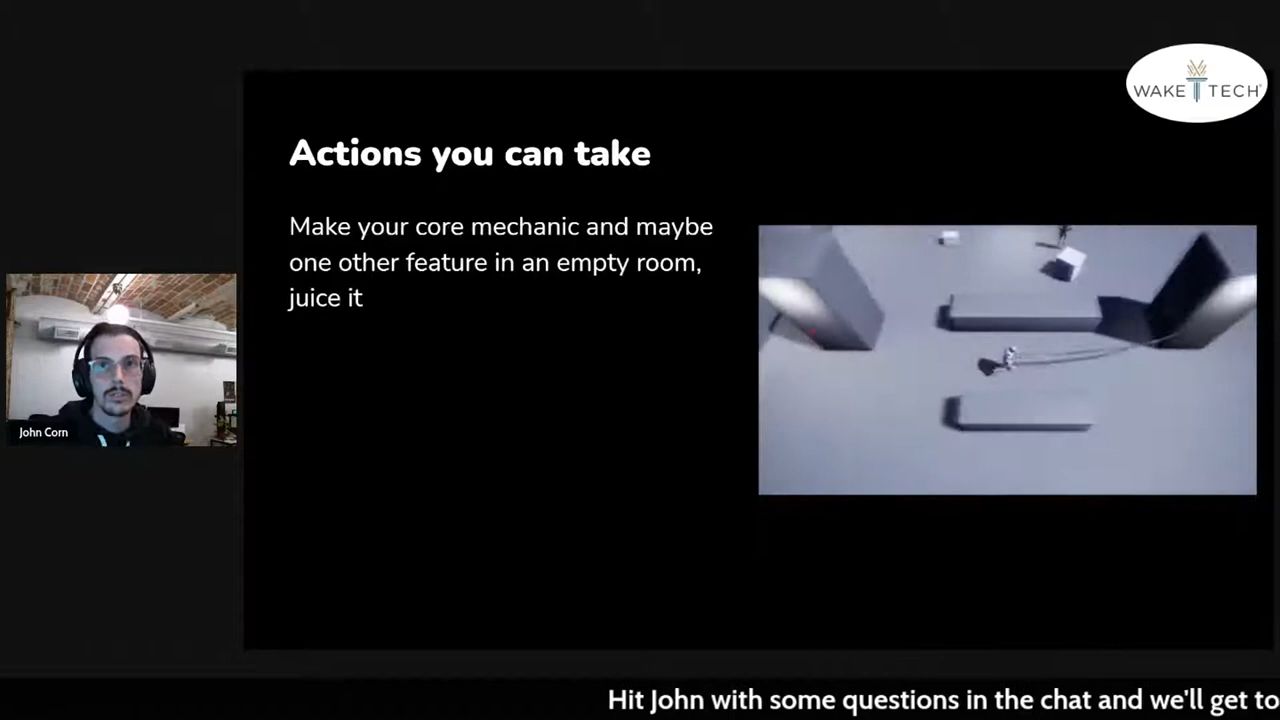 WAKE TECH
Actions you can take
Make your core mechanic and maybe
one other feature in an empty room,
juice it
John Corn
Hit John with some questions in the chat and we'll get to